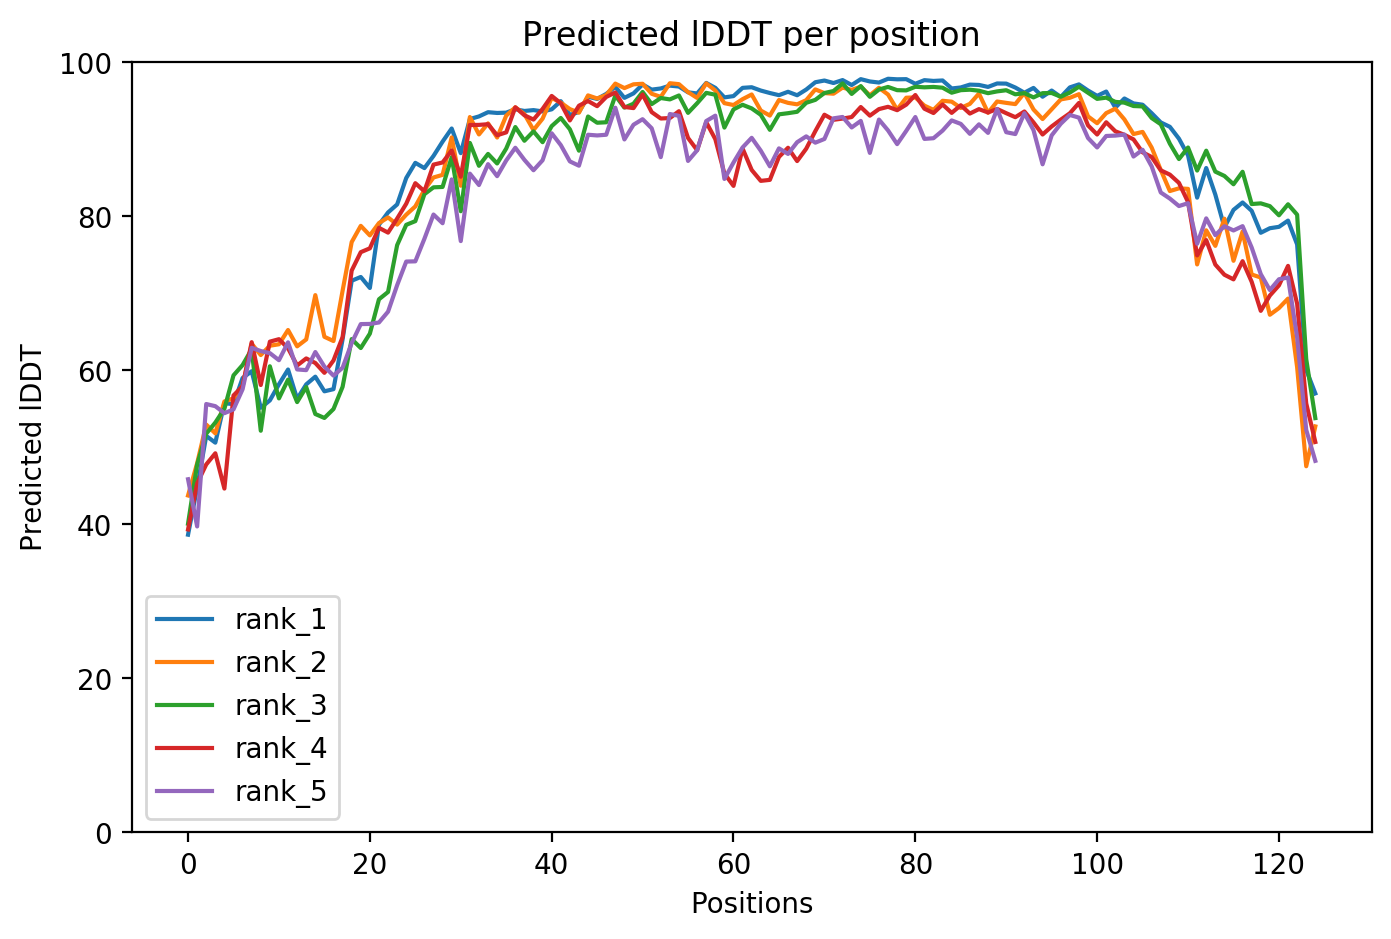 Predicted lDDT per position
100
80
60
40
20
0
Predicted lDDT
rank_1
rank_2
rank_3
rank_4
rank_5
0 20 40 60 80 100 120
Positions